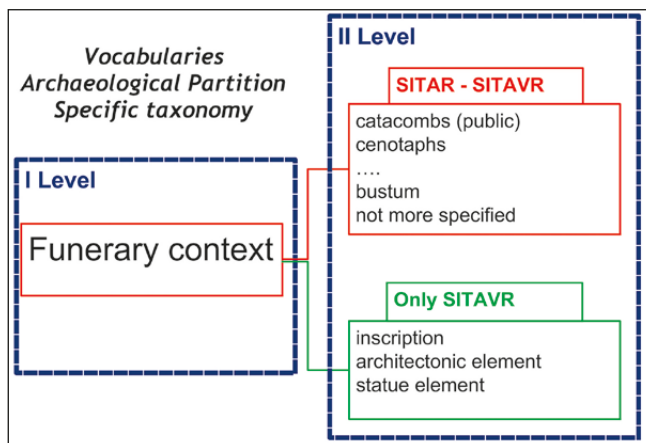 Vocabularies
Archaeological Partition
Specific taxonomy
I Level
Funerary context
II Level
SITAR - SITAVR
catacombs (public)
cenotaphs
....
bustum
not more specified
Only SITAVR
inscription
architectonic element
statue element